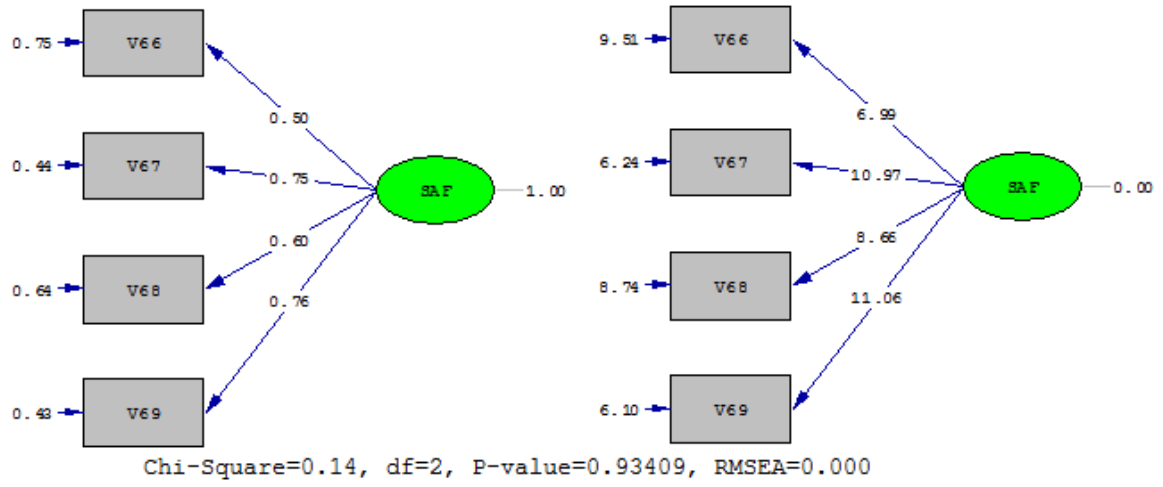 0.75 V66 9.51 V66
0.50 6.99
0.44 V67 6.24 V67
0.75 10.97
SAF 1.00 SAF 0.00
0.60 8.66
0.64 V68 8.74 V68
0.76 11.06
0.43 V69 6.10 V69
Chi-Square=0.14, df=2, P-value=0.93409, RMSEA=0.000